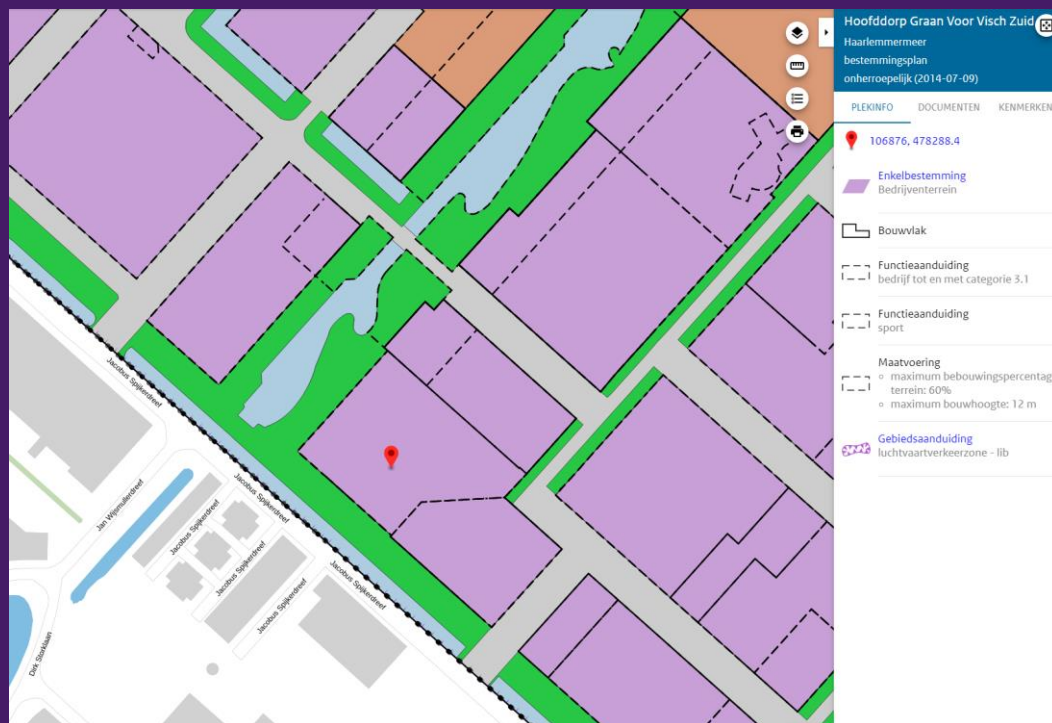 Hoofddorp Graan Voor Visch Zuid
Haarlemmermeer
bestemmingsplan
onherroepelijk (2014-07-09)
PLEKINFO DOCUMENTEN KENMERKEN
106876, 478288.4
Enkelbestemming
Bedrijventerrein
Bouwvlak
Functieaanduiding
bedrijf tot en met categorie 3.1
Functieaanduiding
sport
Maatvoering
maximum bebouwingspercentag
terrein: 60%
maximum bouwhoogte: 12 m
Gebiedsaanduiding
luchtvaartverkeerzone - lib
Jacobus Spijkerdreef
Jan Wijsmullerdreef
Jacobus Spijkerdreef
Jacobus Spijkerdreef
Jacobus Spijkerdreef
Jacobus Spijkerdreef
Jacobus Spijkerdreef
Dirk Storklaan